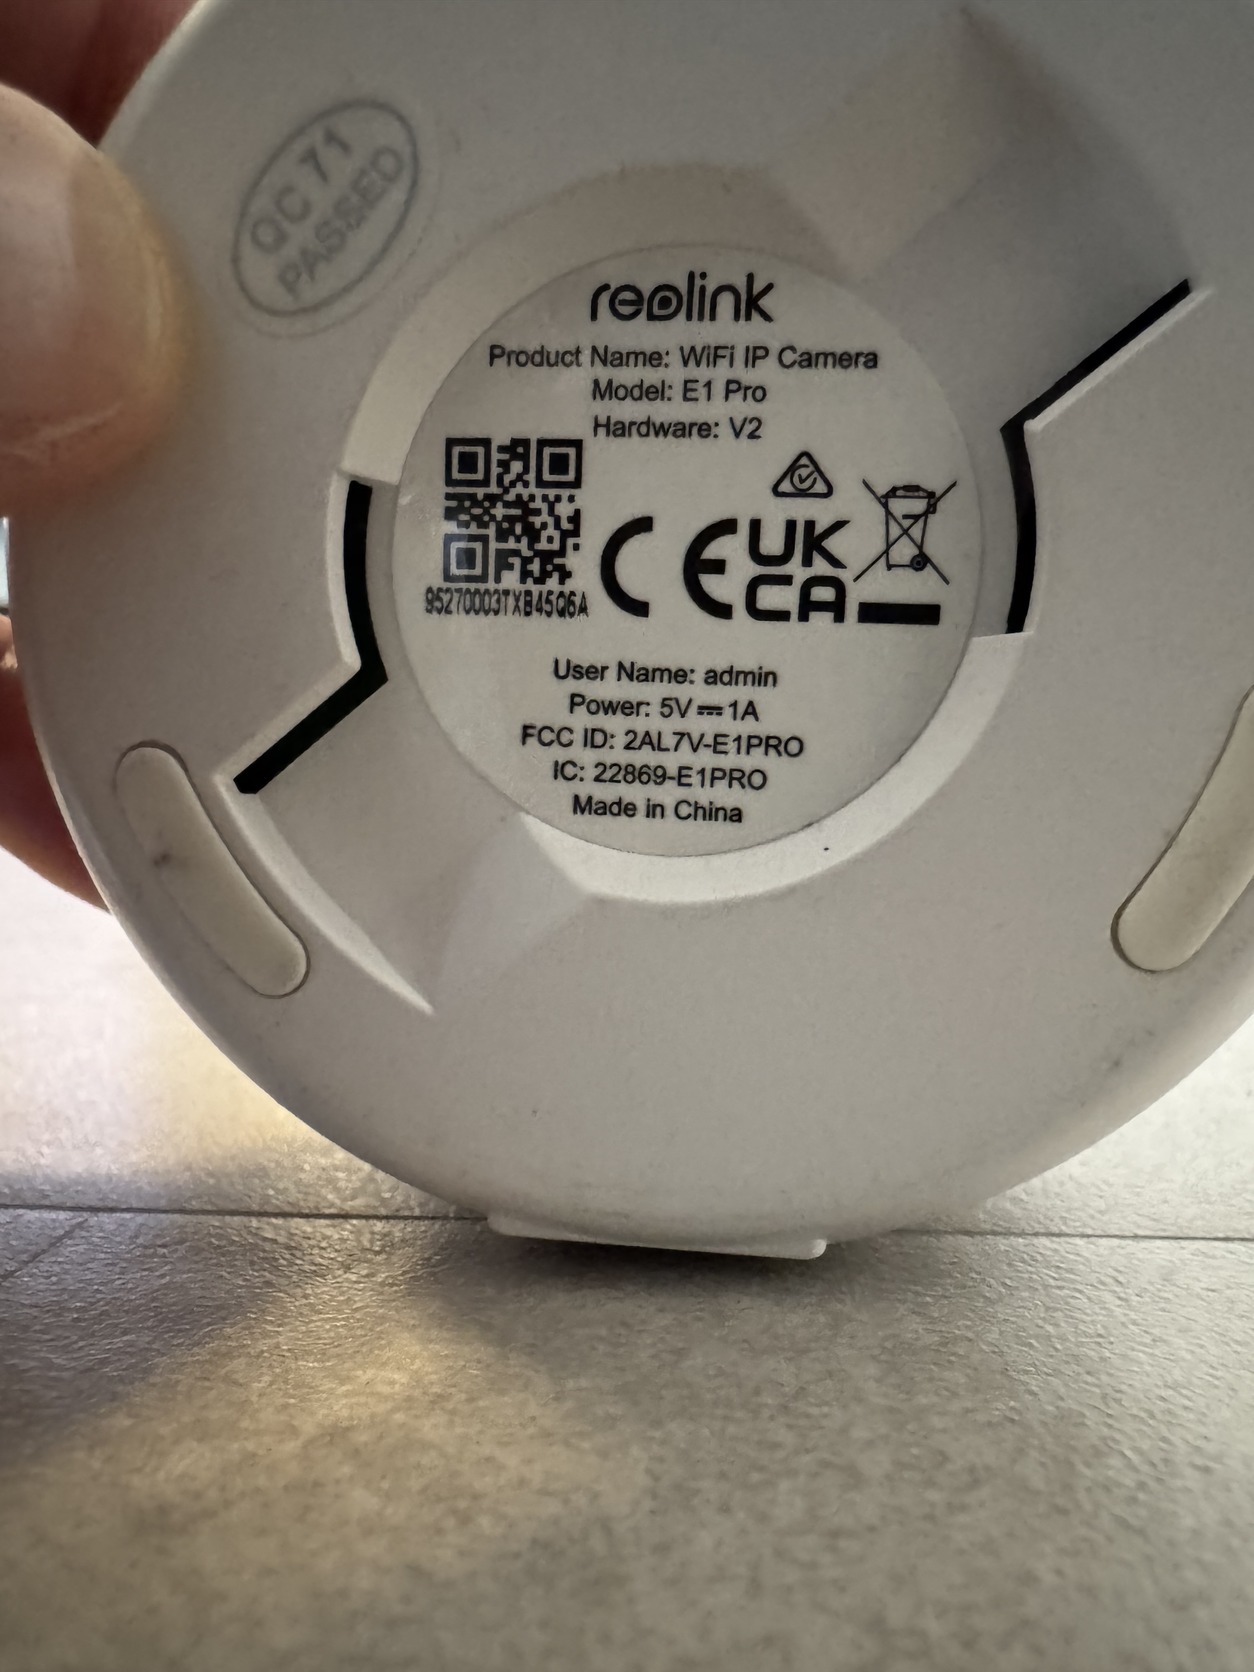 QC 71
PASSED
reolink
Product Name: WiFi IP Camera
Model: E1 Pro
Hardware: V2
95270003TXB45Q6A
CE
UK
CA
User Name: admin
Power: 5V⎓1A
FCC ID: 2AL7V-E1PRO
IC: 22869-E1PRO
Made in China